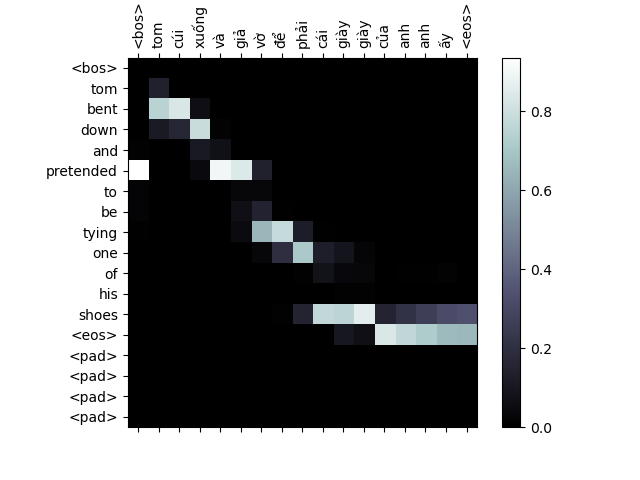 <bos> tom cúi xuống và giả vờ để phải cái giày giày của anh anh ấy <eos>
<bos>
tom
bent
down
and
pretended
to
be
tying
one
of
his
shoes
<eos>
<pad>
<pad>
<pad>
<pad>
0.8
0.6
0.4
0.2
0.0